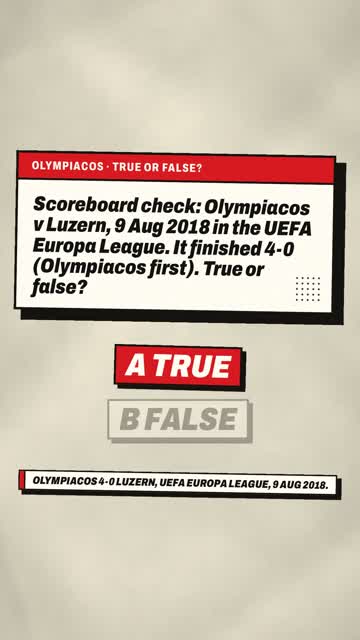 OLYMPIACOS · TRUE OR FALSE?
Scoreboard check: Olympiacos
v Luzern, 9 Aug 2018 in the UEFA
Europa League. It finished 4-0
(Olympiacos first). True or
false?
A TRUE
B FALSE
OLYMPIACOS 4-0 LUZERN, UEFA EUROPA LEAGUE, 9 AUG 2018.